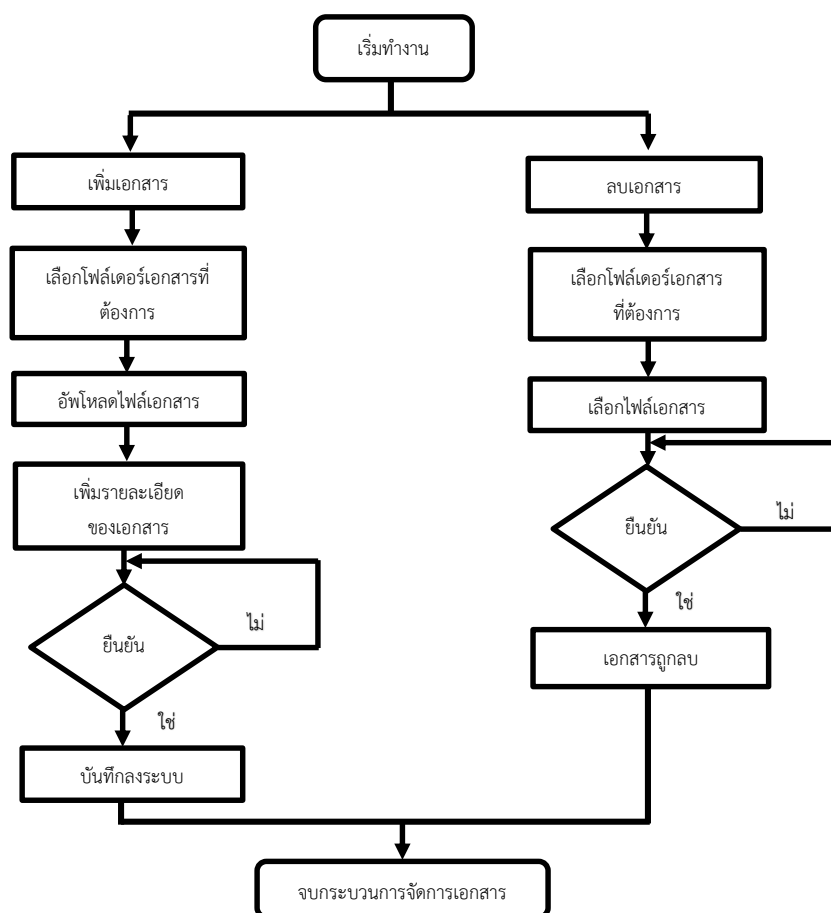 เริ่มทำงาน
เพิ่มเอกสาร
เลือกโฟล์เดอร์เอกสารที่
ต้องการ
อัพโหลดไฟล์เอกสาร
เพิ่มรายละเอียด
ของเอกสาร
ยืนยัน
ไม่
ใช่
บันทึกลงระบบ
ลบเอกสาร
เลือกโฟล์เดอร์เอกสาร
ที่ต้องการ
เลือกไฟล์เอกสาร
ยืนยัน
ไม่
ใช่
เอกสารถูกลบ
จบกระบวนการจัดการเอกสาร